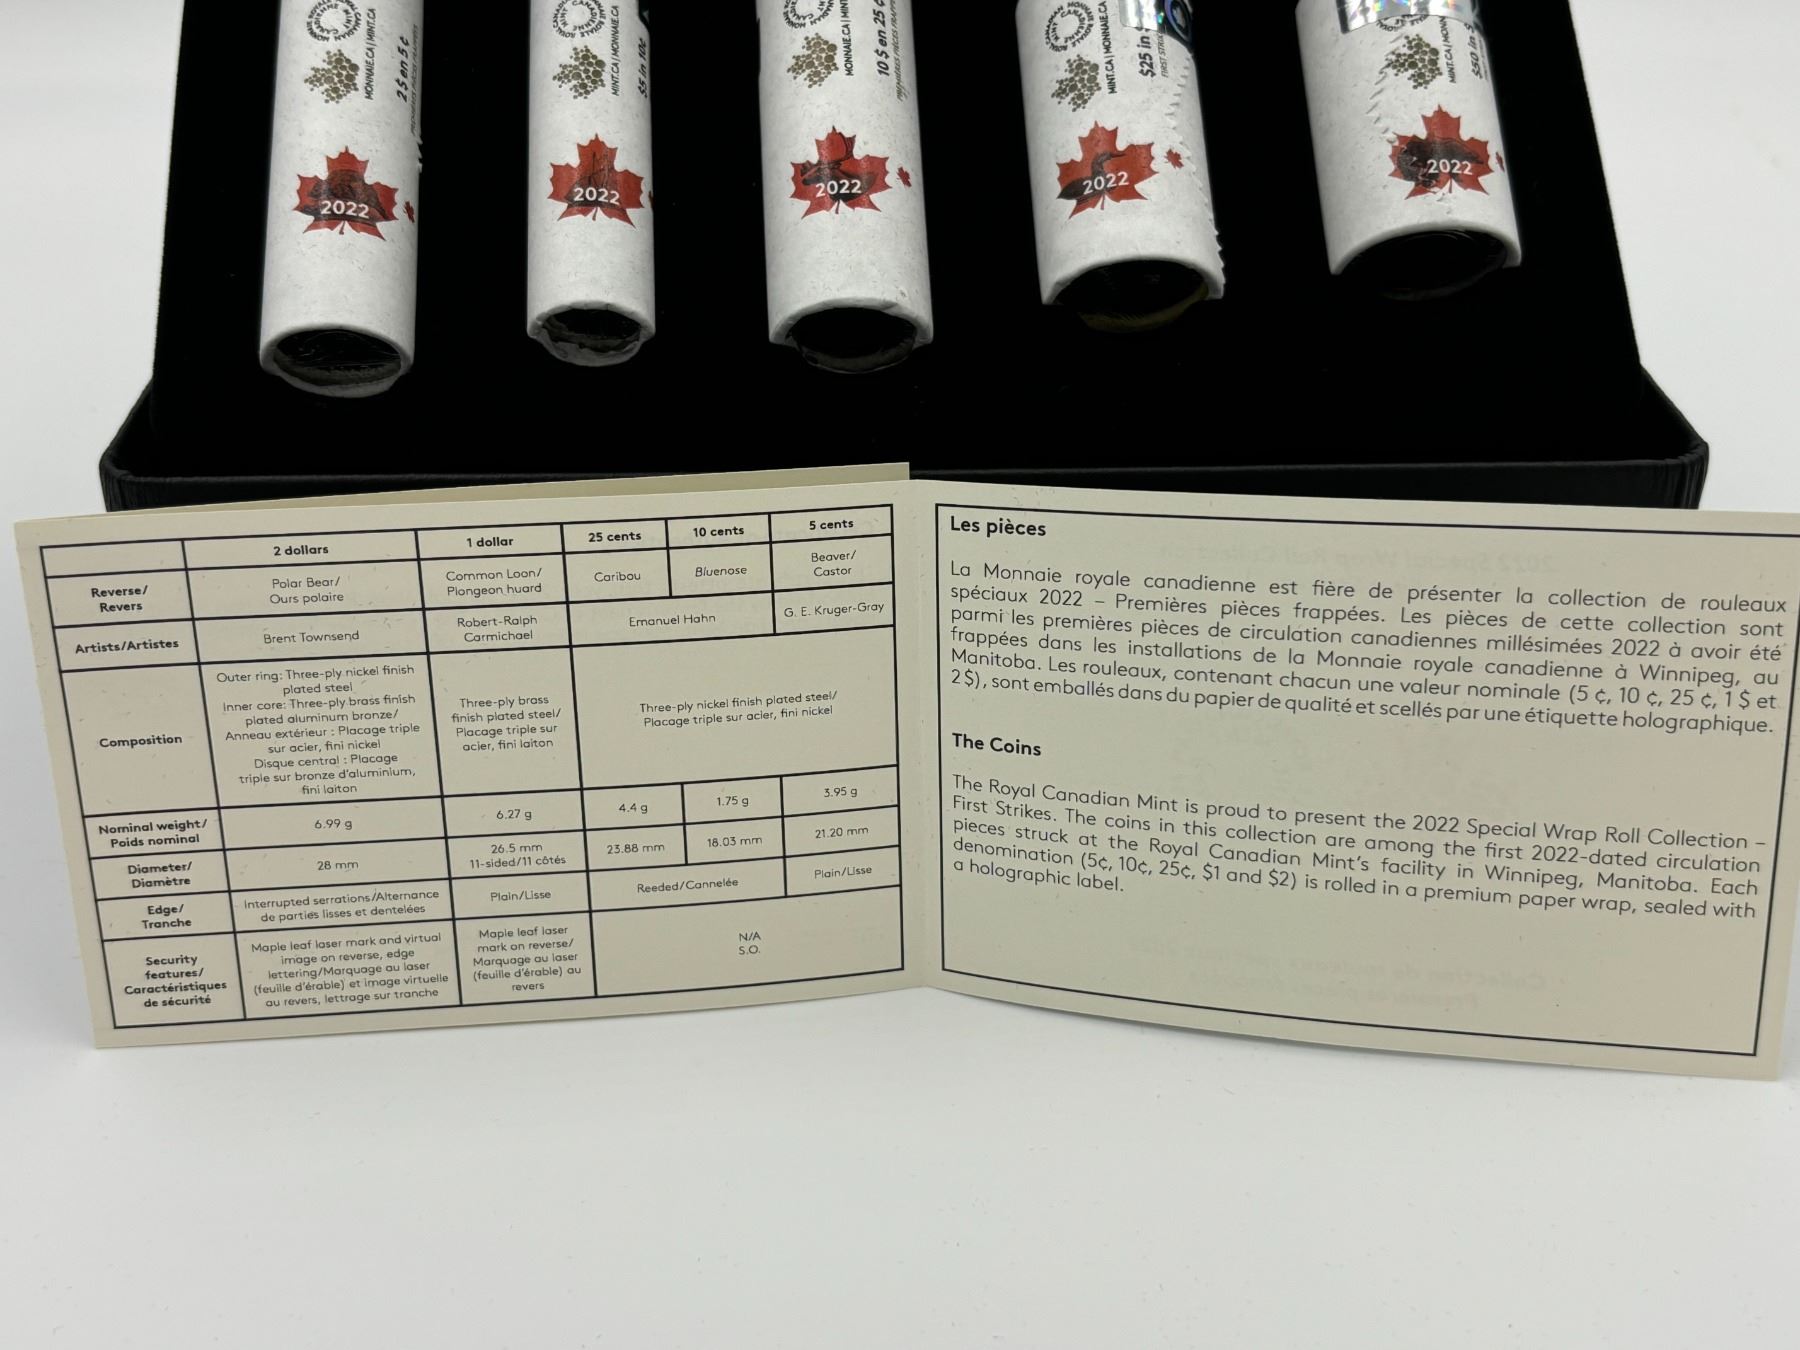 MONNAIE.CA | MINT.CA
2 $ en 5 ¢
2022
MINT.CA | MONNAIE.CA
$5 in 10¢
2022
MONNAIE.CA | MINT
10 $ en 25 ¢
2022
MINT.CA | MONNAIE.CA
$25 in
FIRST STRIKES
2022
MINT.CA | MONN
$50 in
2022
2 dollars
1 dollar
25 cents
10 cents
5 cents
Reverse/
Revers
Polar Bear/
Ours polaire
Common Loon/
Plongeon huard
Caribou
Bluenose
Beaver/
Castor
Artists/Artistes
Brent Townsend
Robert-Ralph
Carmichael
Emanuel Hahn
G. E. Kruger-Gray
Composition
Outer ring: Three-ply nickel finish
plated steel
Inner core: Three-ply brass finish
plated aluminum bronze/
Anneau extérieur : Placage triple
sur acier, fini nickel
Disque central : Placage
triple sur bronze d'aluminium,
fini laiton
Three-ply brass
finish plated steel/
Placage triple sur
acier, fini laiton
Three-ply nickel finish plated steel/
Placage triple sur acier, fini nickel
Nominal weight/
Poids nominal
6.99 g
6.27 g
4.4 g
1.75 g
3.95 g
Diameter/
Diamètre
28 mm
26.5 mm
11-sided/11 côtés
23.88 mm
18.03 mm
21.20 mm
Edge/
Tranche
Interrupted serrations/Alternance
de parties lisses et dentelées
Plain/Lisse
Reeded/Cannelée
Plain/Lisse
Security
features/
Caractéristiques
de sécurité
Maple leaf laser mark and virtual
image on reverse, edge
lettering/Marquage au laser
(feuille d'érable) et image virtuelle
au revers, lettrage sur tranche
Maple leaf laser
mark on reverse/
Marquage au laser
(feuille d'érable) au
revers
N/A
S.O.
Les pièces
La Monnaie royale canadienne est fière de présenter la collection de rouleaux
spéciaux 2022 – Premières pièces frappées. Les pièces de cette collection sont
parmi les premières pièces de circulation canadiennes millésimées 2022 à avoir été
frappées dans les installations de la Monnaie royale canadienne à Winnipeg, au
Manitoba. Les rouleaux, contenant chacun une valeur nominale (5 ¢, 10 ¢, 25 ¢, 1 $ et
2 $), sont emballés dans du papier de qualité et scellés par une étiquette holographique.
The Coins
The Royal Canadian Mint is proud to present the 2022 Special Wrap Roll Collection –
First Strikes. The coins in this collection are among the first 2022-dated circulation
pieces struck at the Royal Canadian Mint's facility in Winnipeg, Manitoba. Each
denomination (5¢, 10¢, 25¢, $1 and $2) is rolled in a premium paper wrap, sealed with
a holographic label.